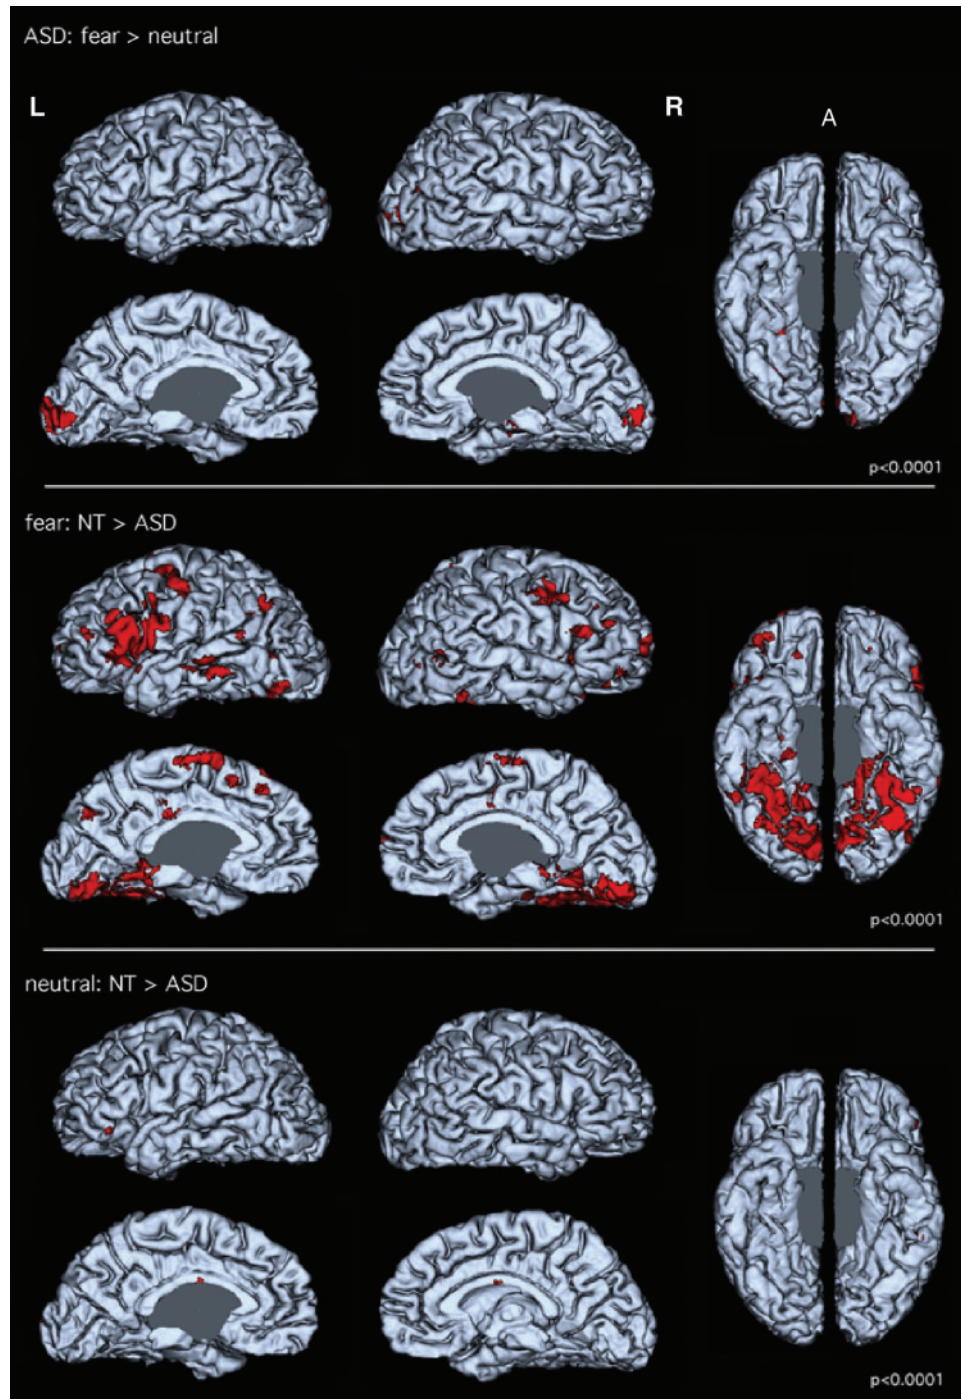 ASD: fear > neutral
L
R
A
p<0.0001
fear: NT > ASD
p<0.0001
neutral: NT > ASD
p<0.0001